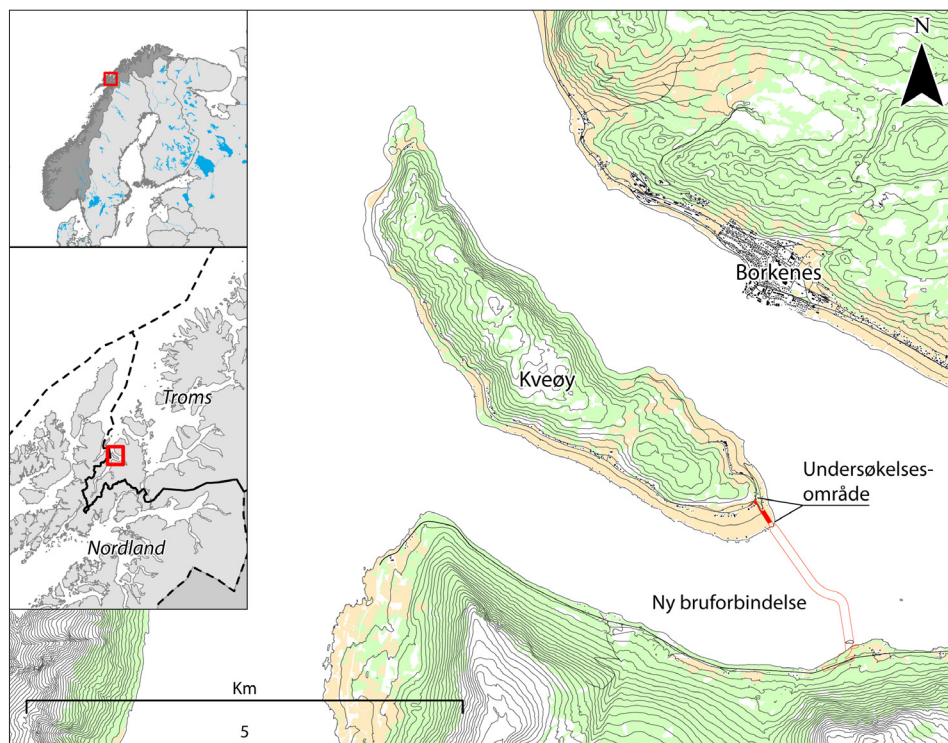 N
Borkenes
Kveøy
Troms
Undersøkelses-
område
Nordland
Ny bruforbindelse
Km
5